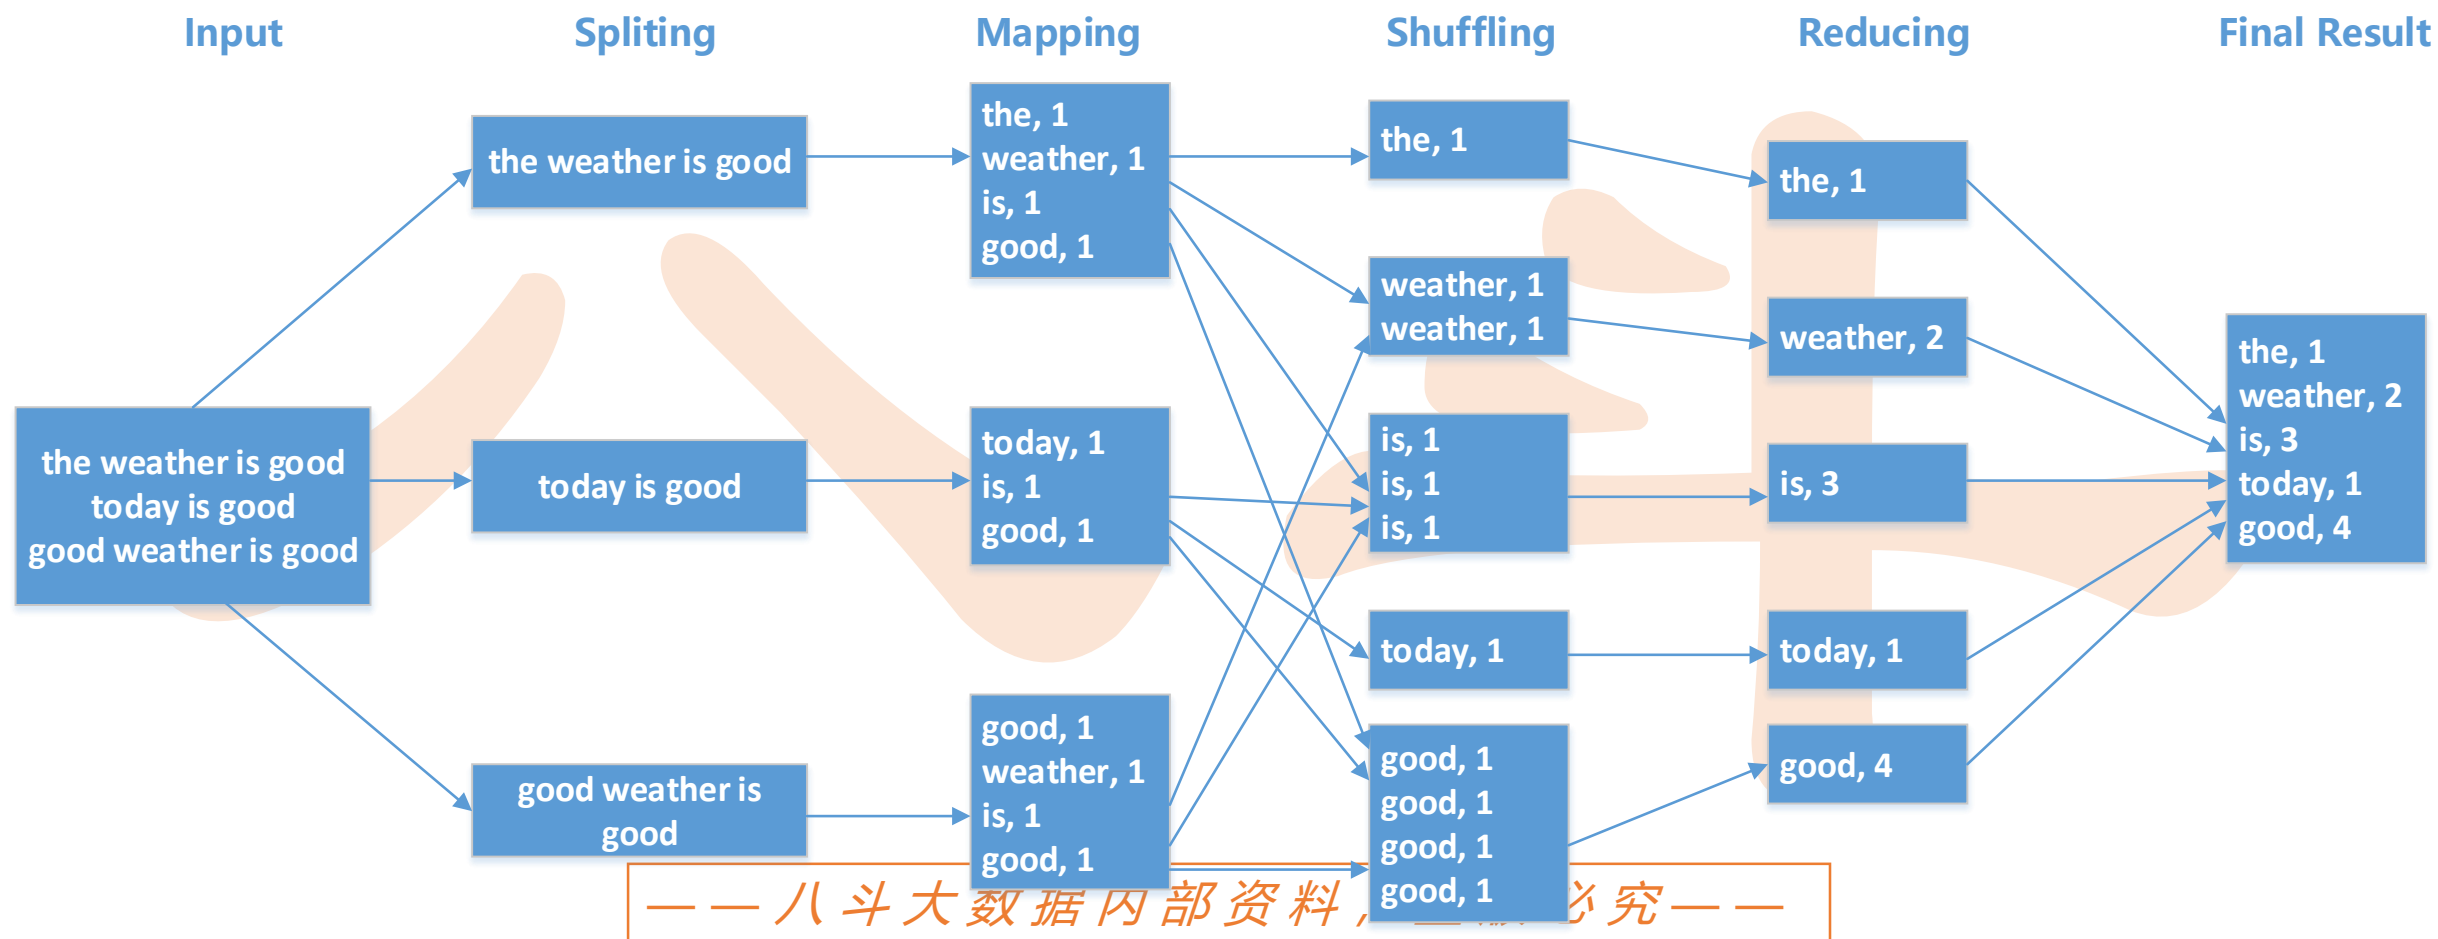 Input
Spliting
Mapping
Shuffling
Reducing
Final Result
the weather is good
today is good
good weather is good
the weather is good
today is good
good weather is
good
the, 1
weather, 1
is, 1
good, 1
today, 1
is, 1
good, 1
good, 1
weather, 1
is, 1
good, 1
the, 1
weather, 1
weather, 1
is, 1
is, 1
is, 1
today, 1
good, 1
good, 1
good, 1
good, 1
the, 1
weather, 2
is, 3
today, 1
good, 4
the, 1
weather, 2
is, 3
today, 1
good, 4
——八斗大数据内部资料,必究——